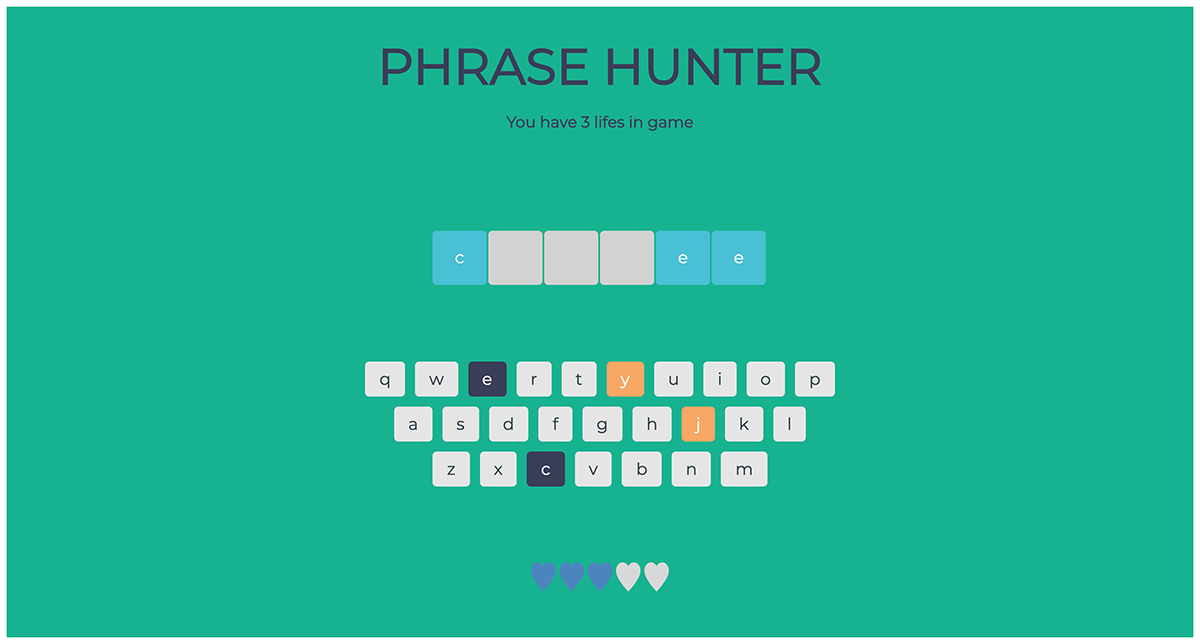 PHRASE HUNTER
You have 3 lifes in game
c e e
q w e r t y u i o p
a s d f g h j k l
z x c v b n m